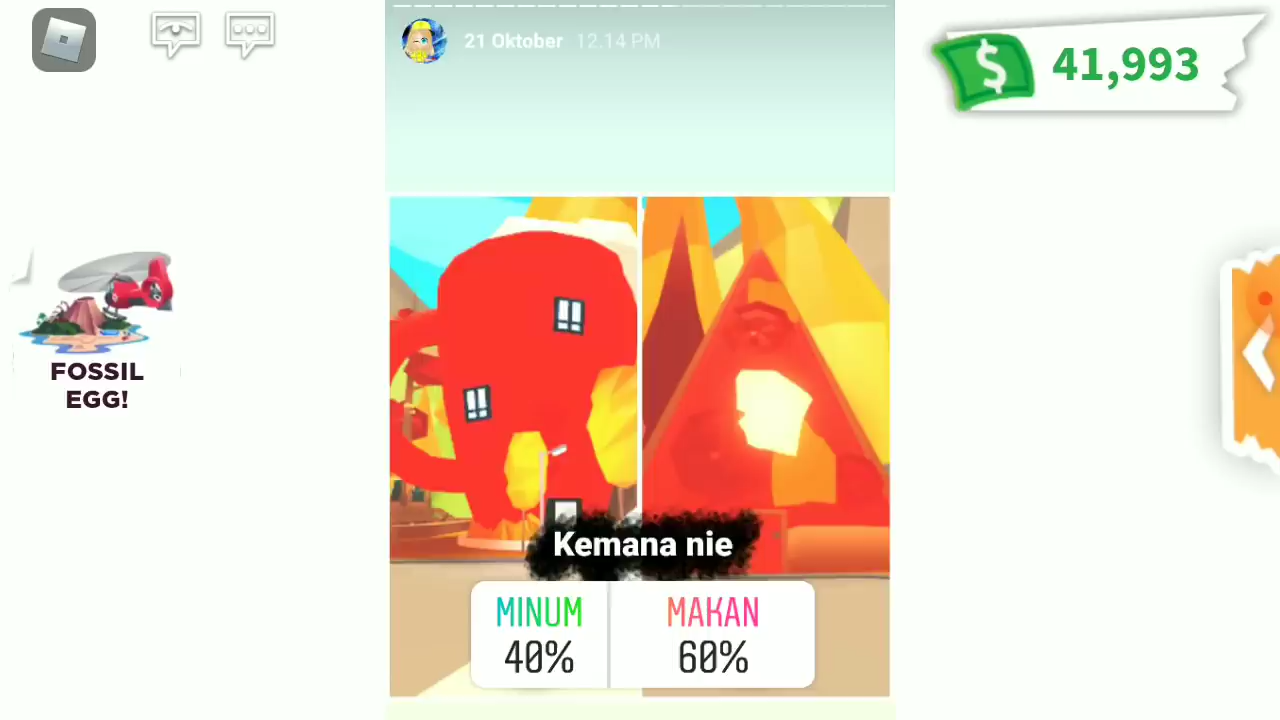 21 Oktober 12.14 PM
$ 41,993
FOSSIL
EGG!
Kemana nie
MINUM MAKAN
40% 60%